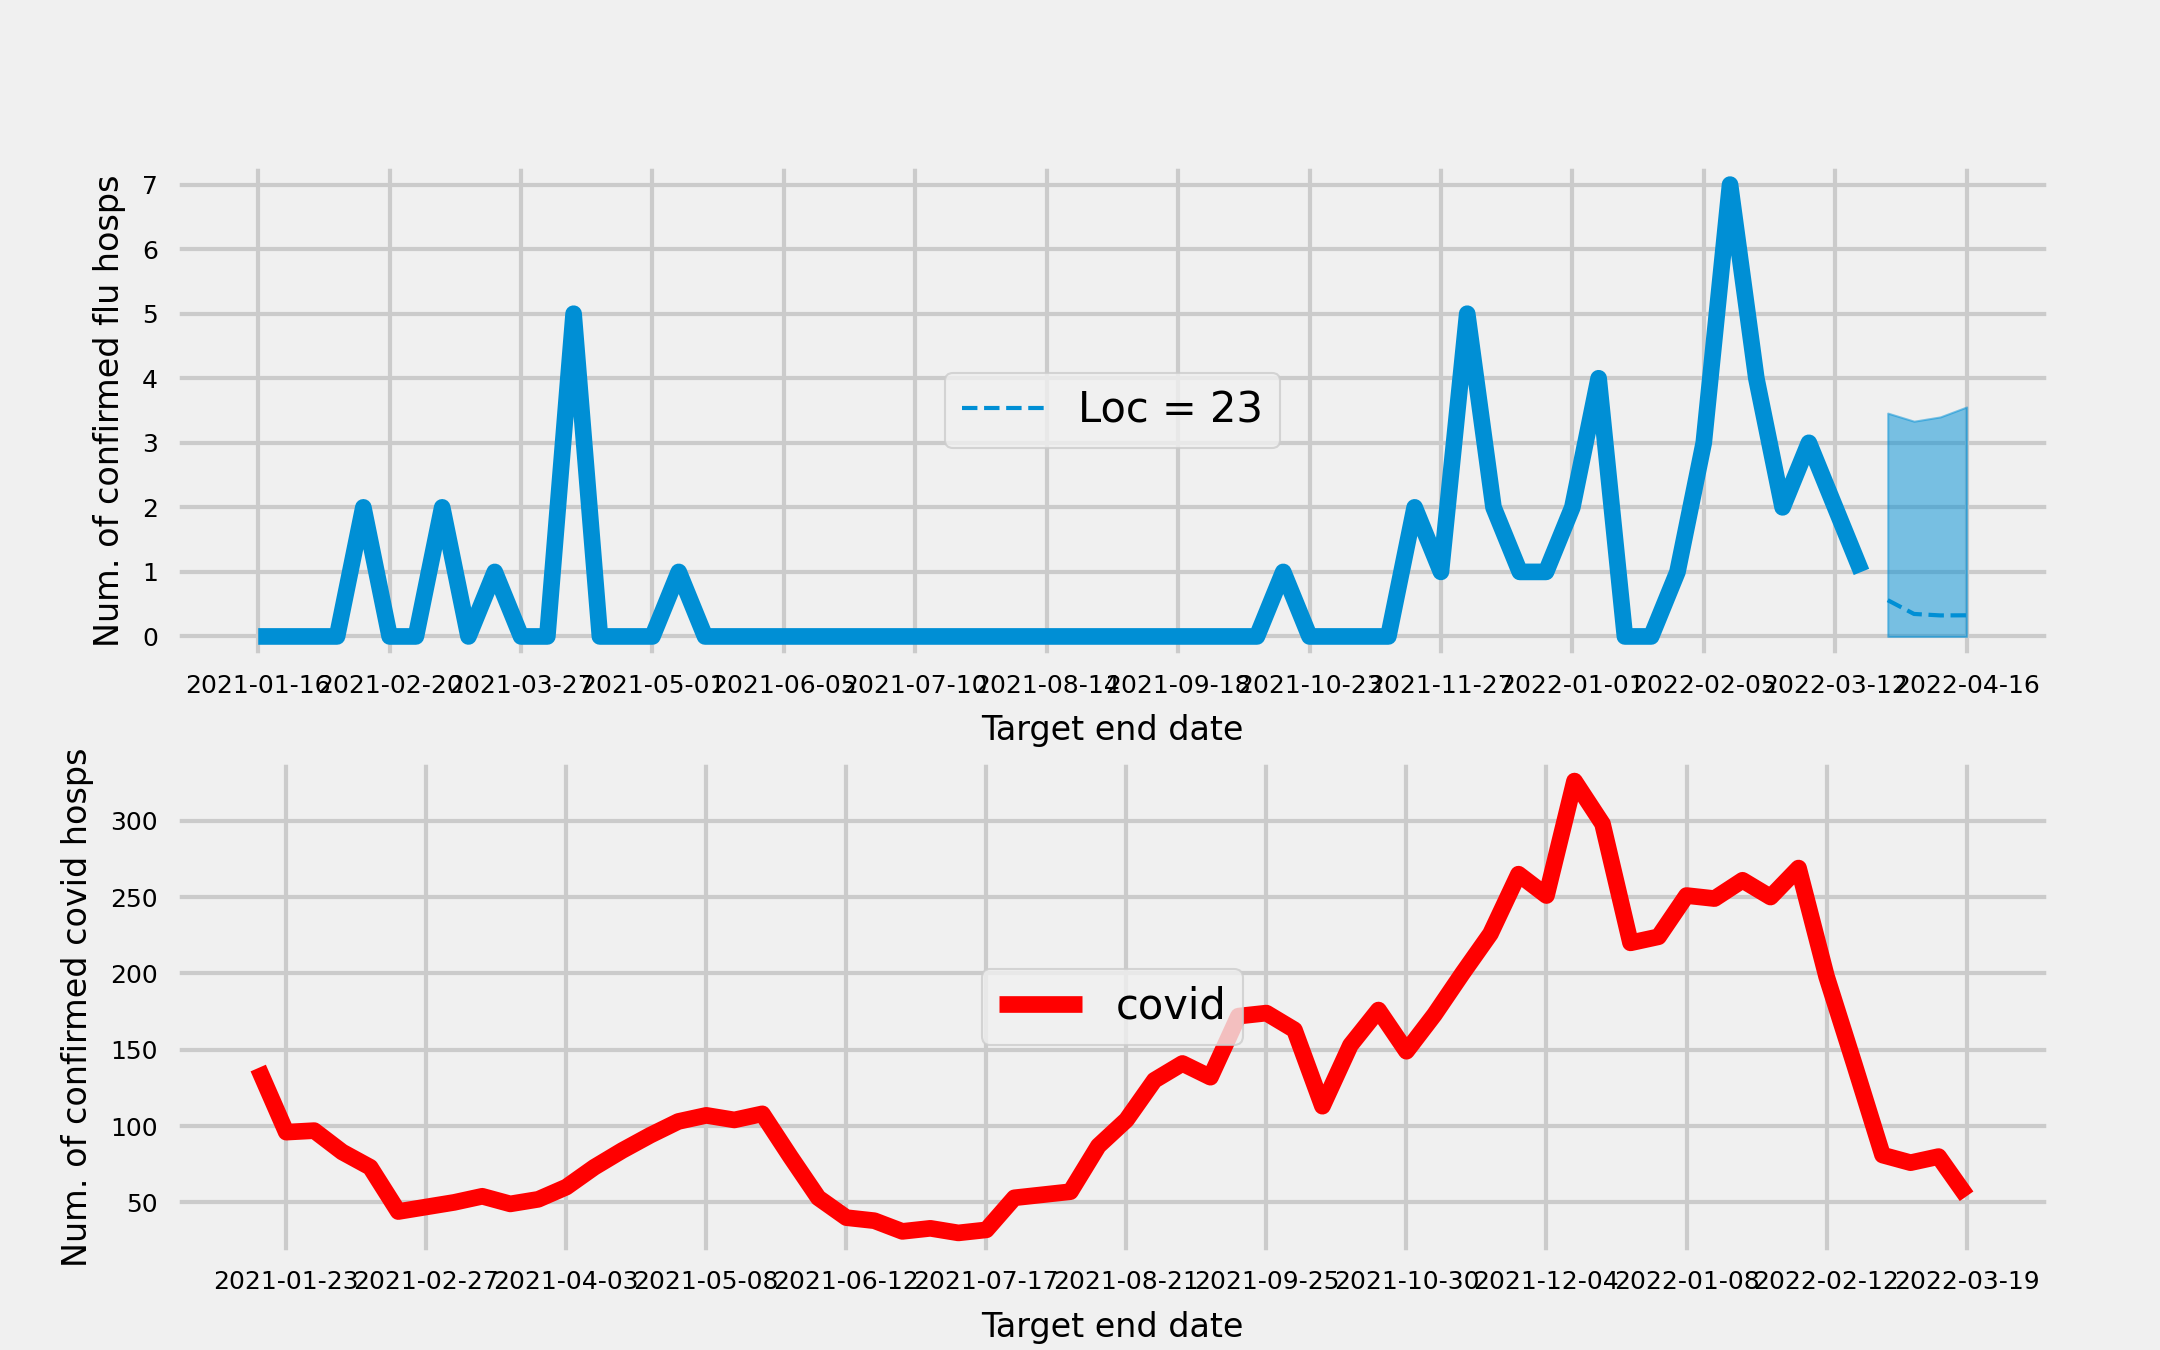 Num. of confirmed flu hosps
7
6
5
4
3
2
1
0
Loc = 23
2021-01-16 2021-02-20 2021-03-27 2021-05-01 2021-06-05 2021-07-10 2021-08-14 2021-09-18 2021-10-23 2021-11-27 2022-01-01 2022-02-05 2022-03-12 2022-04-16
Target end date
Num. of confirmed covid hosps
300
250
200
150
100
50
covid
2021-01-23 2021-02-27 2021-04-03 2021-05-08 2021-06-12 2021-07-17 2021-08-21 2021-09-25 2021-10-30 2021-12-04 2022-01-08 2022-02-12 2022-03-19
Target end date